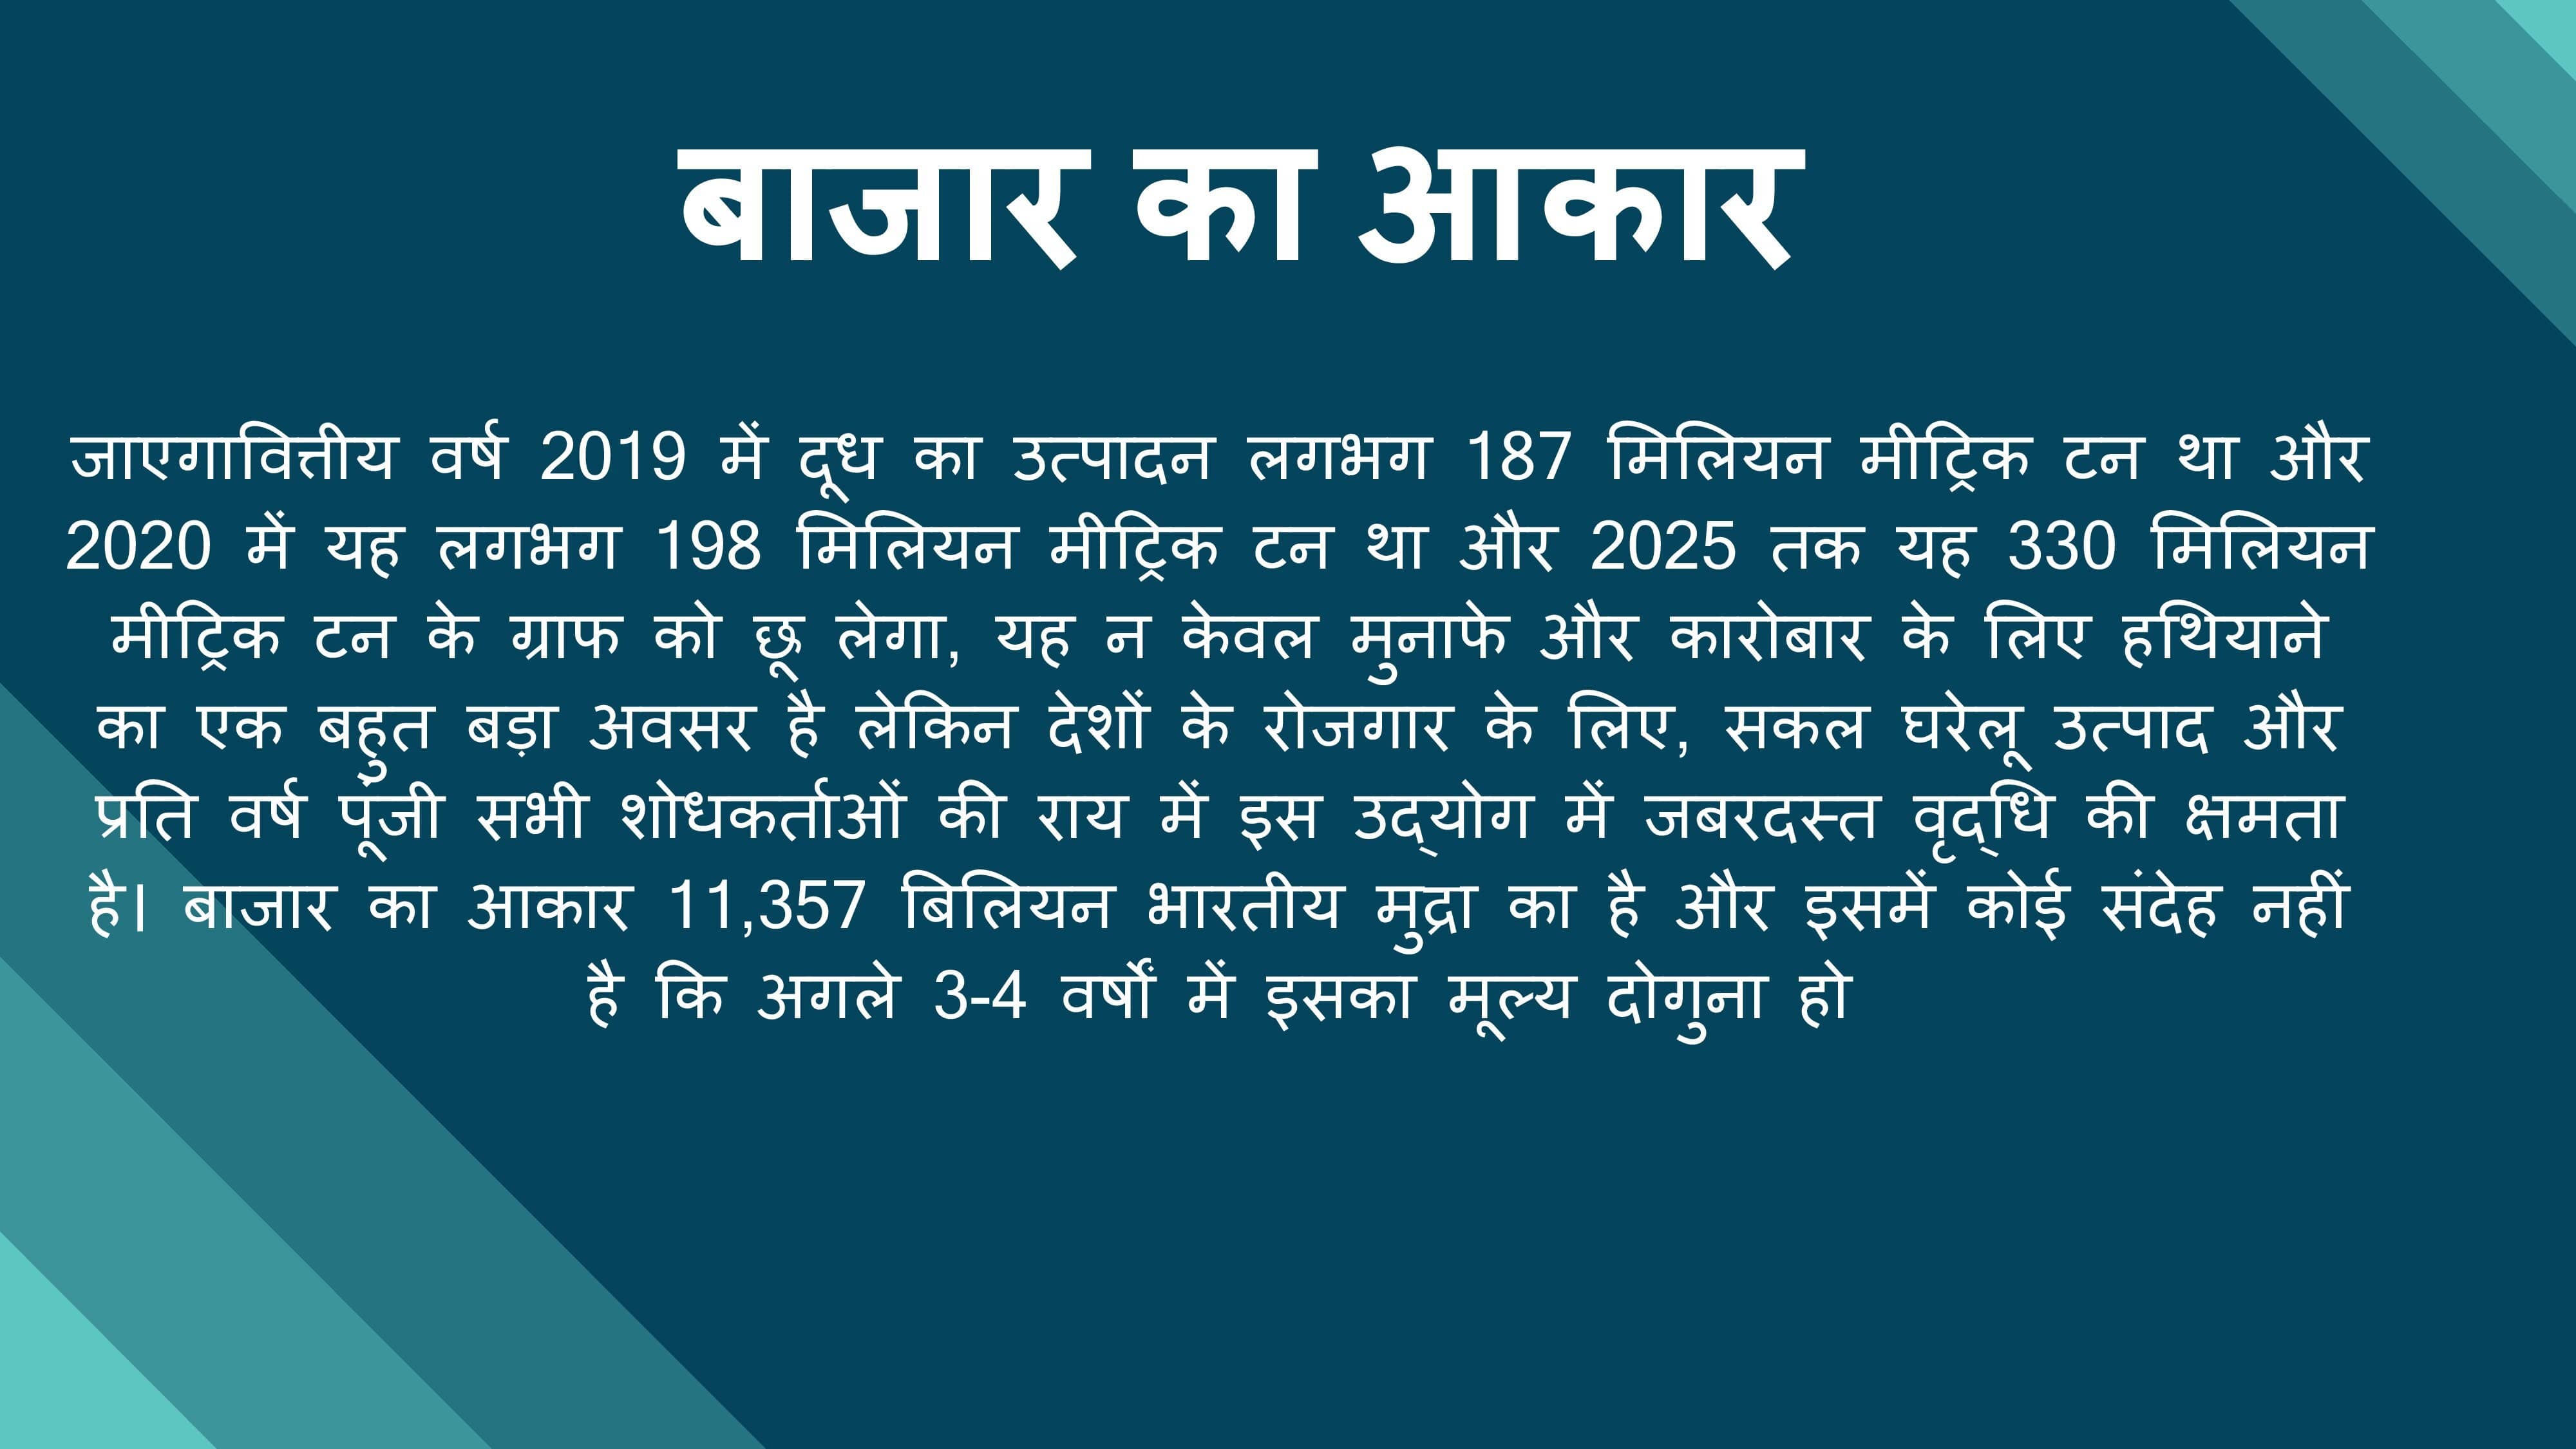 बाजार का आकार
जाएगावित्तीय वर्ष 2019 में दूध का उत्पादन लगभग 187 मिलियन मीट्रिक टन था और
2020 में यह लगभग 198 मिलियन मीट्रिक टन था और 2025 तक यह 330 मिलियन
मीट्रिक टन के ग्राफ को छू लेगा, यह न केवल मुनाफे और कारोबार के लिए हथियाने
का एक बहुत बड़ा अवसर है लेकिन देशों के रोजगार के लिए, सकल घरेलू उत्पाद और
प्रति वर्ष पूंजी सभी शोधकर्ताओं की राय में इस उद्योग में जबरदस्त वृद्धि की क्षमता
है। बाजार का आकार 11,357 बिलियन भारतीय मुद्रा का है और इसमें कोई संदेह नहीं
है कि अगले 3-4 वर्षों में इसका मूल्य दोगुना हो